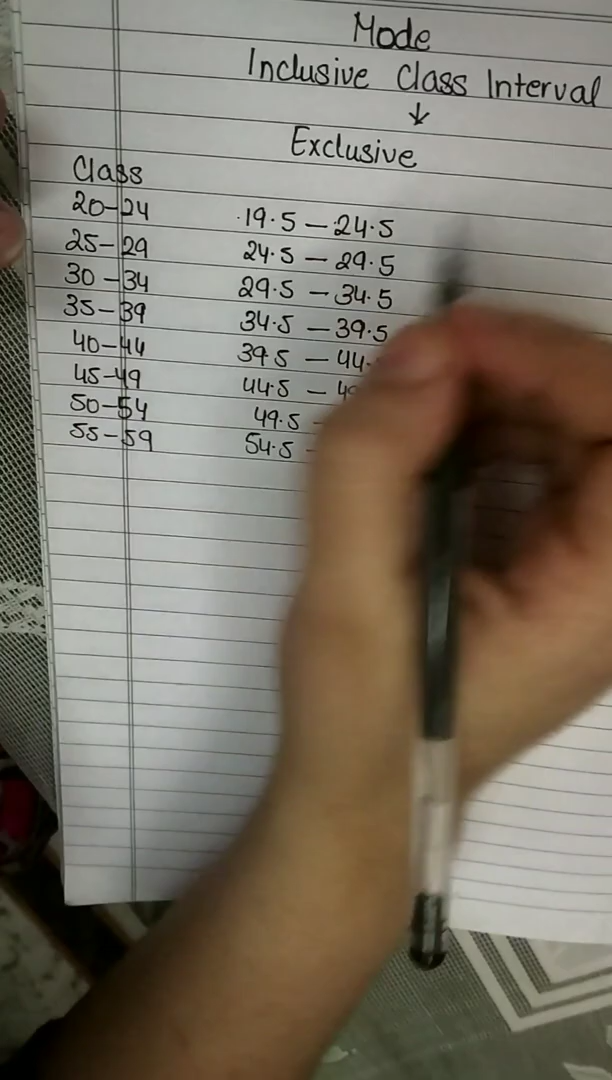 Mode
Inclusive Class Interval
↓
Exclusive
Class
20-24 19.5 - 24.5
25-29 24.5 - 29.5
30-34 29.5 - 34.5
35-39 34.5 - 39.5
40-44 39.5 - 44.
45-49 44.5 - 4
50-54 49.5 -
55-59 54.5 -